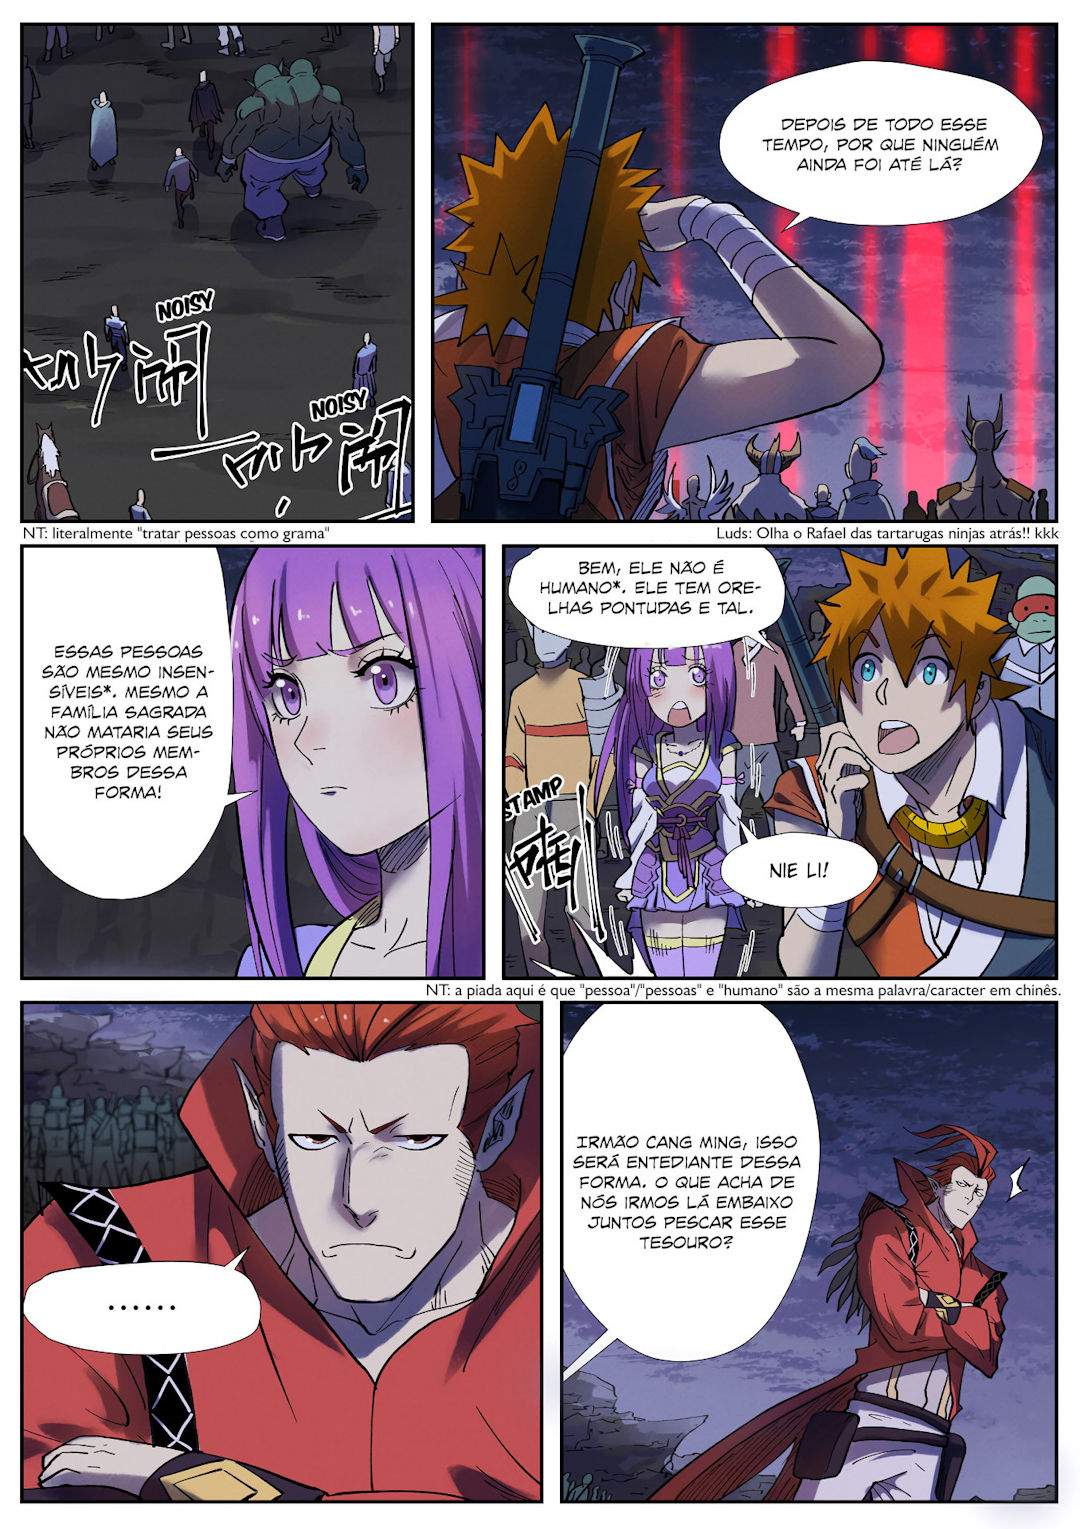 NOISY
NOISY
DEPOIS DE TODO ESSE
TEMPO, POR QUE NINGUÉM
AINDA FOI ATÉ LÁ?
NT: literalmente "tratar pessoas como grama"
Luds: Olha o Rafael das tartarugas ninjas atrás!! kkk
ESSAS PESSOAS
SÃO MESMO INSEN-
SÍVEIS*. MESMO A
FAMÍLIA SAGRADA
NÃO MATARIA SEUS
PRÓPRIOS MEM-
BROS DESSA
FORMA!
BEM, ELE NÃO É
HUMANO*. ELE TEM ORE-
LHAS PONTUDAS E TAL.
STAMP
NIE LI!
NT: a piada aqui é que "pessoa"/"pessoas" e "humano" são a mesma palavra/caracter em chinês.
......
IRMÃO CANG MING, ISSO
SERÁ ENTEDIANTE DESSA
FORMA. O QUE ACHA DE
NÓS IRMOS LÁ EMBAIXO
JUNTOS PESCAR ESSE
TESOURO?